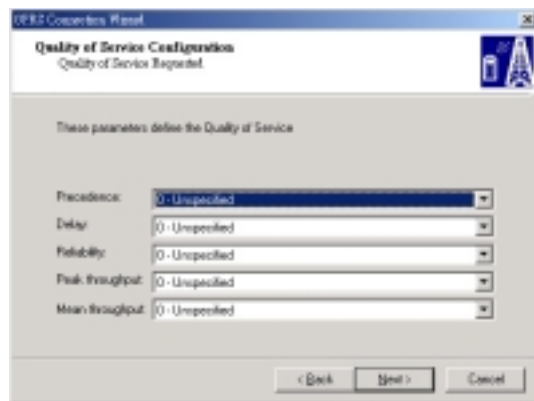 GPRS Connection Wizard
Quality of Service Configuration
Quality of Service Requested
These parameters define the Quality of Service
Precedence: 0 - Unspecified
Delay: 0 - Unspecified
Reliability: 0 - Unspecified
Peak throughput: 0 - Unspecified
Mean throughput: 0 - Unspecified
< Back Next > Cancel